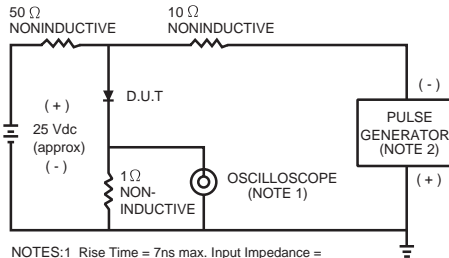 50 Ω
NONINDUCTIVE
10 Ω
NONINDUCTIVE
( + )
25 Vdc
(approx)
( - )
D.U.T
1Ω
NON-
INDUCTIVE
OSCILLOSCOPE
(NOTE 1)
( - )
PULSE
GENERATOR
(NOTE 2)
( + )
NOTES:1 Rise Time = 7ns max. Input Impedance =